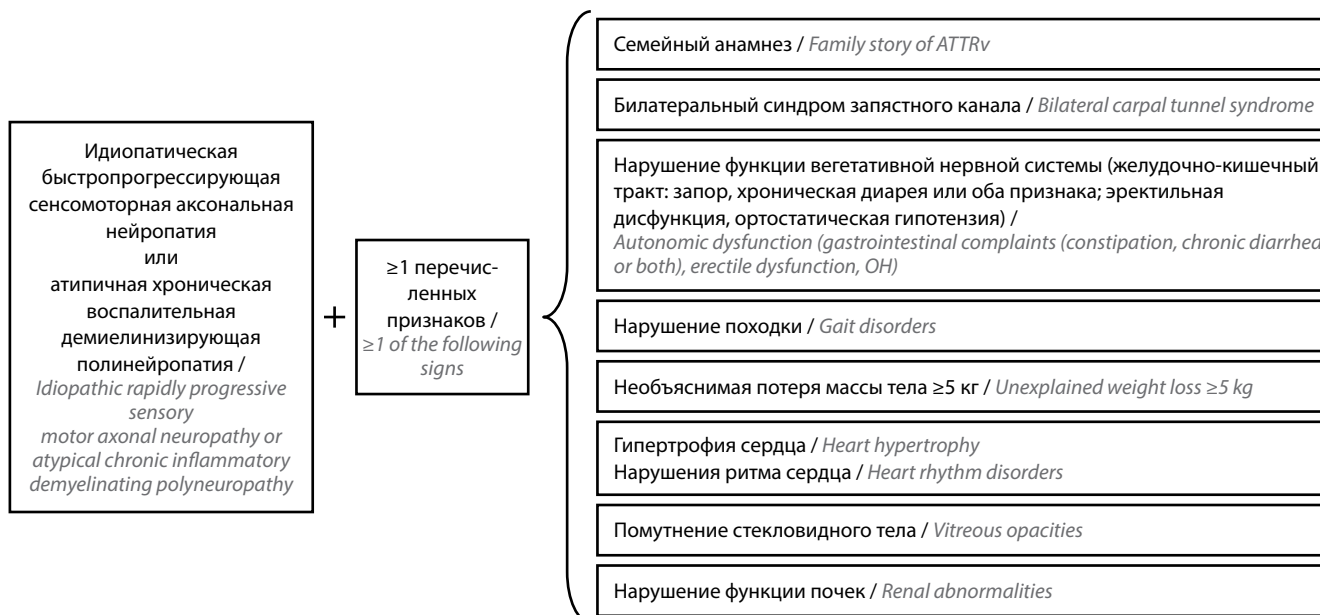 Идиопатическая
быстропрогрессирующая
сенсомоторная аксональная
нейропатия
или
атипичная хроническая
воспалительная
демиелинизирующая
полинейропатия /
Idiopathic rapidly progressive
sensory
motor axonal neuropathy or
atypical chronic inflammatory
demyelinating polyneuropathy
+
≥1 перечис-
ленных
признаков /
≥1 of the following
signs
Семейный анамнез / Family story of ATTRv
Билатеральный синдром запястного канала / Bilateral carpal tunnel syndrome
Нарушение функции вегетативной нервной системы (желудочно-кишечный
тракт: запор, хроническая диарея или оба признака; эректильная
дисфункция, ортостатическая гипотензия) /
Autonomic dysfunction (gastrointestinal complaints (constipation, chronic diarrhea
or both), erectile dysfunction, OH)
Нарушение походки / Gait disorders
Необъяснимая потеря массы тела ≥5 кг / Unexplained weight loss ≥5 kg
Гипертрофия сердца / Heart hypertrophy
Нарушения ритма сердца / Heart rhythm disorders
Помутнение стекловидного тела / Vitreous opacities
Нарушение функции почек / Renal abnormalities